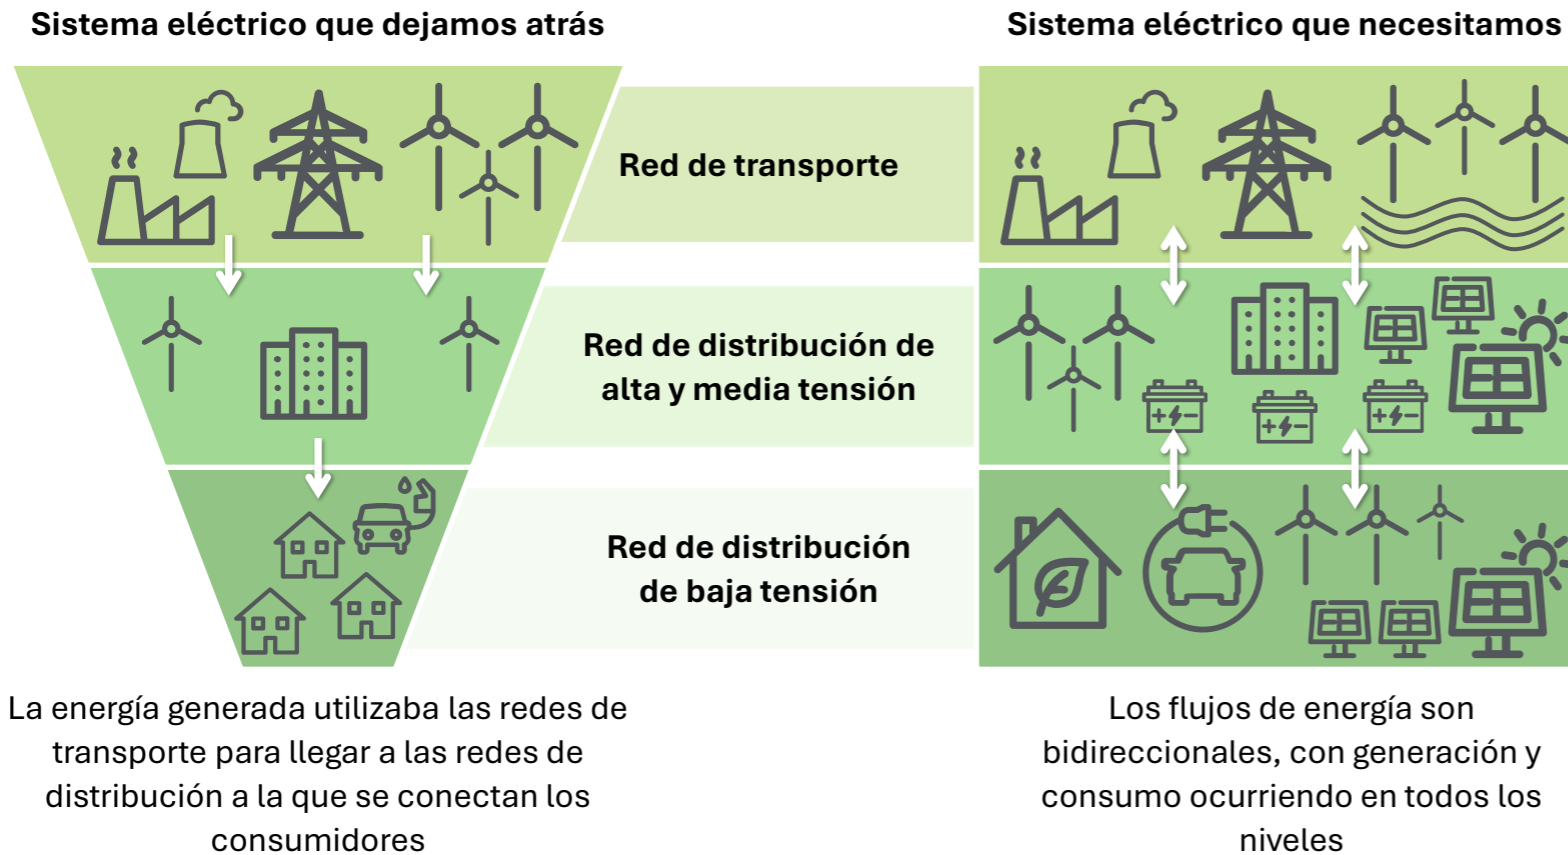 Sistema eléctrico que dejamos atrás
Sistema eléctrico que necesitamos
Red de transporte
Red de distribución de
alta y media tensión
Red de distribución
de baja tensión
La energía generada utilizaba las redes de
transporte para llegar a las redes de
distribución a la que se conectan los
consumidores
Los flujos de energía son
bidireccionales, con generación y
consumo ocurriendo en todos los
niveles